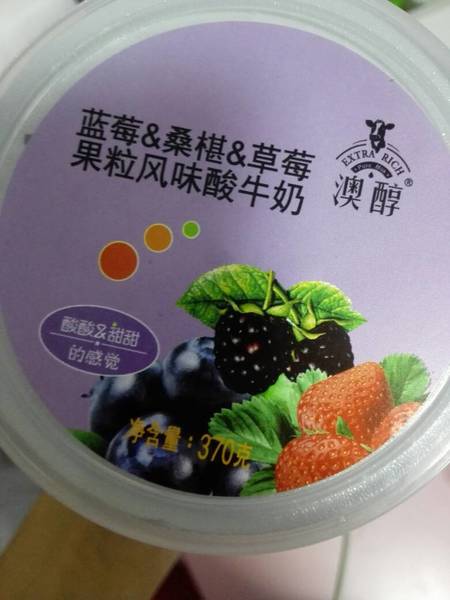 蓝莓&桑椹&草莓
果粒风味酸牛奶
EXTRA RICH
澳醇®
酸酸&甜甜
的感觉
净含量:370克